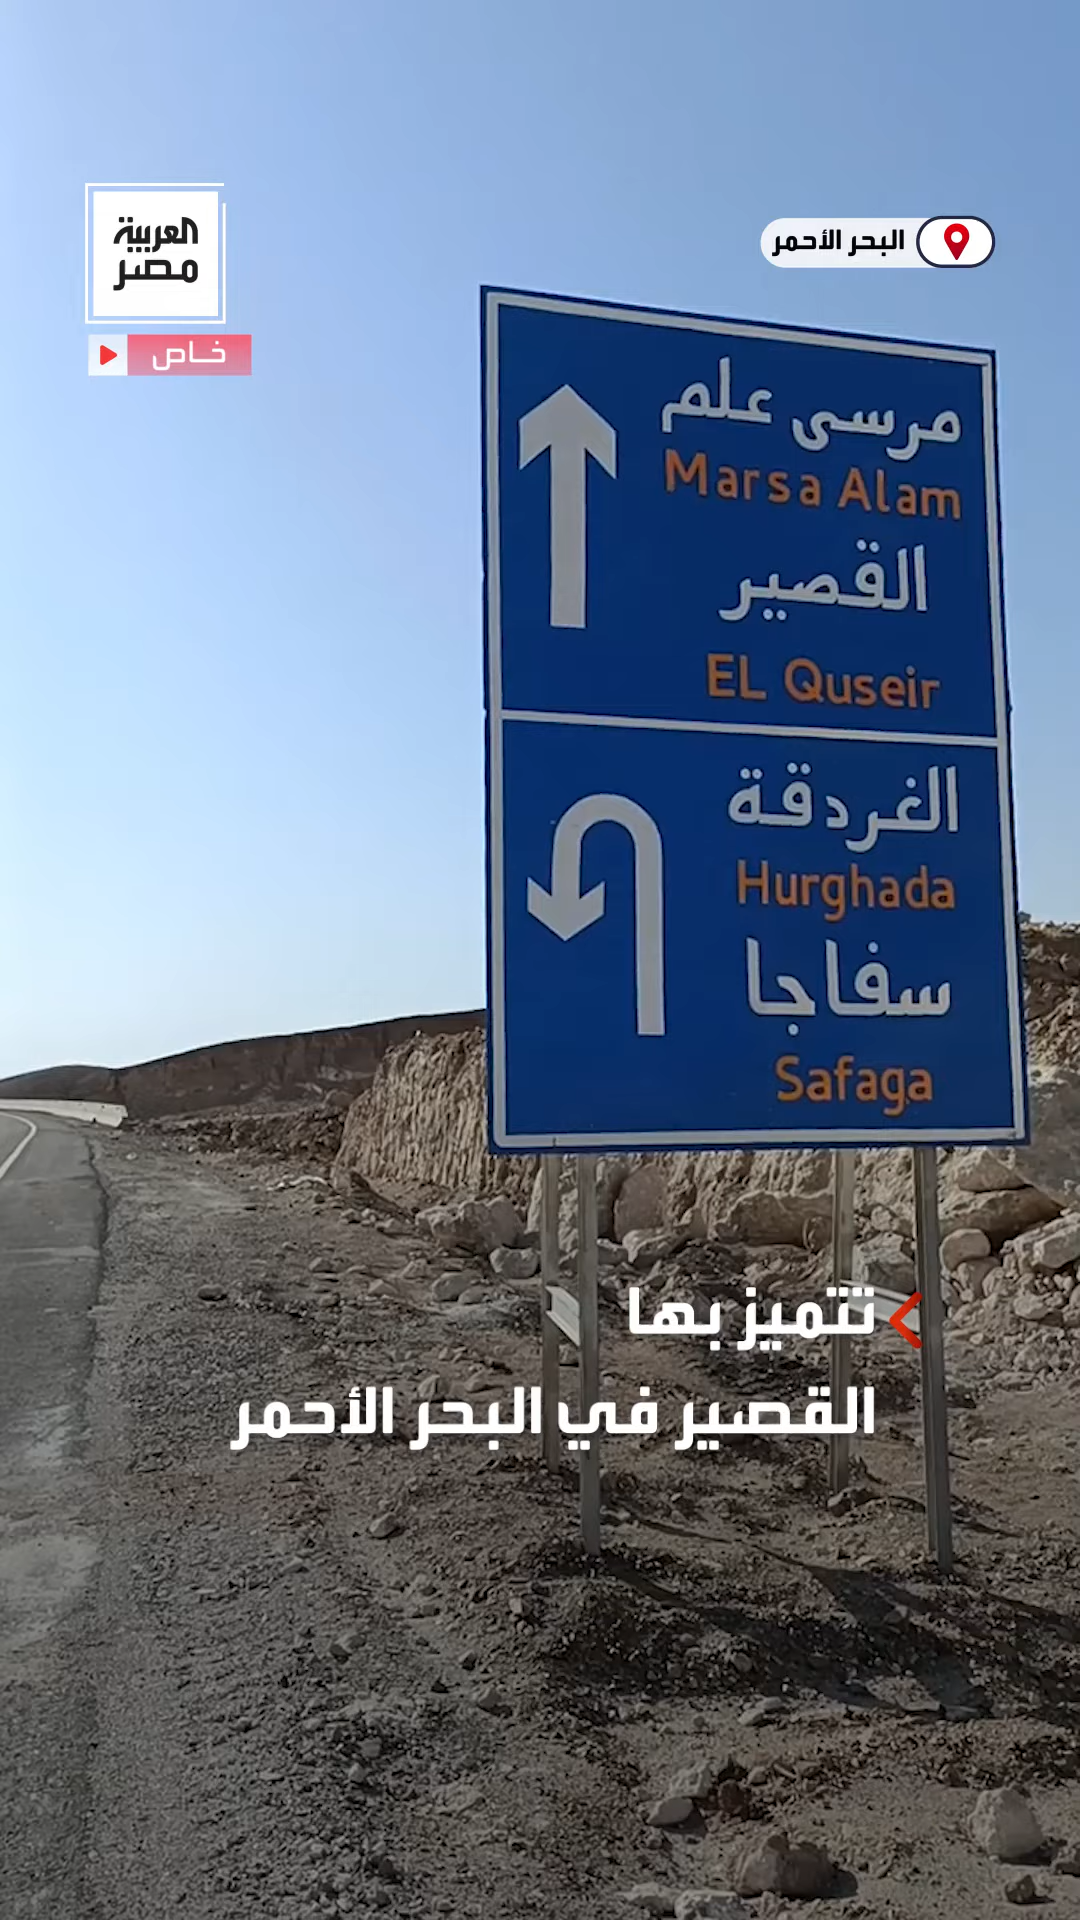 العربية
مصر
خاص
البحر الأحمر
مرسى علم
Marsa Alam
القصير
EL Quseir
الغردقة
Hurghada
سفاجا
Safaga
تتميز بها
القصير في البحر الأحمر